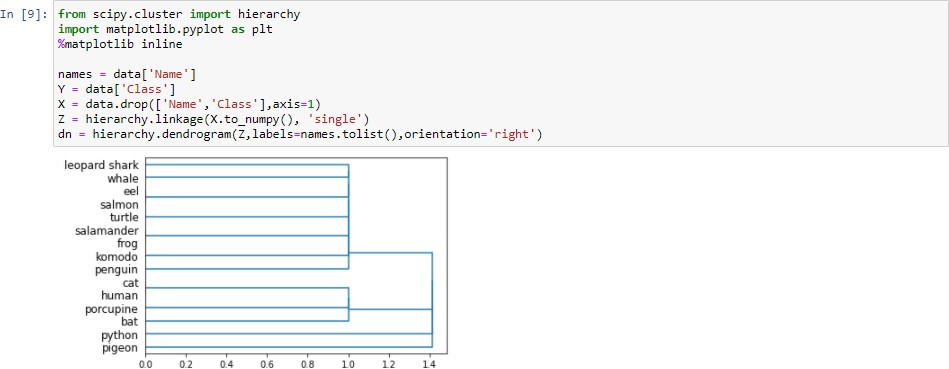 In [9]: from scipy.cluster import hierarchy
import matplotlib.pyplot as plt
%matplotlib inline
names = data['Name']
Y = data['Class']
X = data.drop(['Name','Class'],axis=1)
Z = hierarchy.linkage(X.to_numpy(), 'single')
dn = hierarchy.dendrogram(Z,labels=names.tolist(),orientation='right')
leopard shark
whale
eel
salmon
turtle
salamander
frog
komodo
penguin
cat
human
porcupine
bat
python
pigeon
0.0 0.2 0.4 0.6 0.8 1.0 1.2 1.4